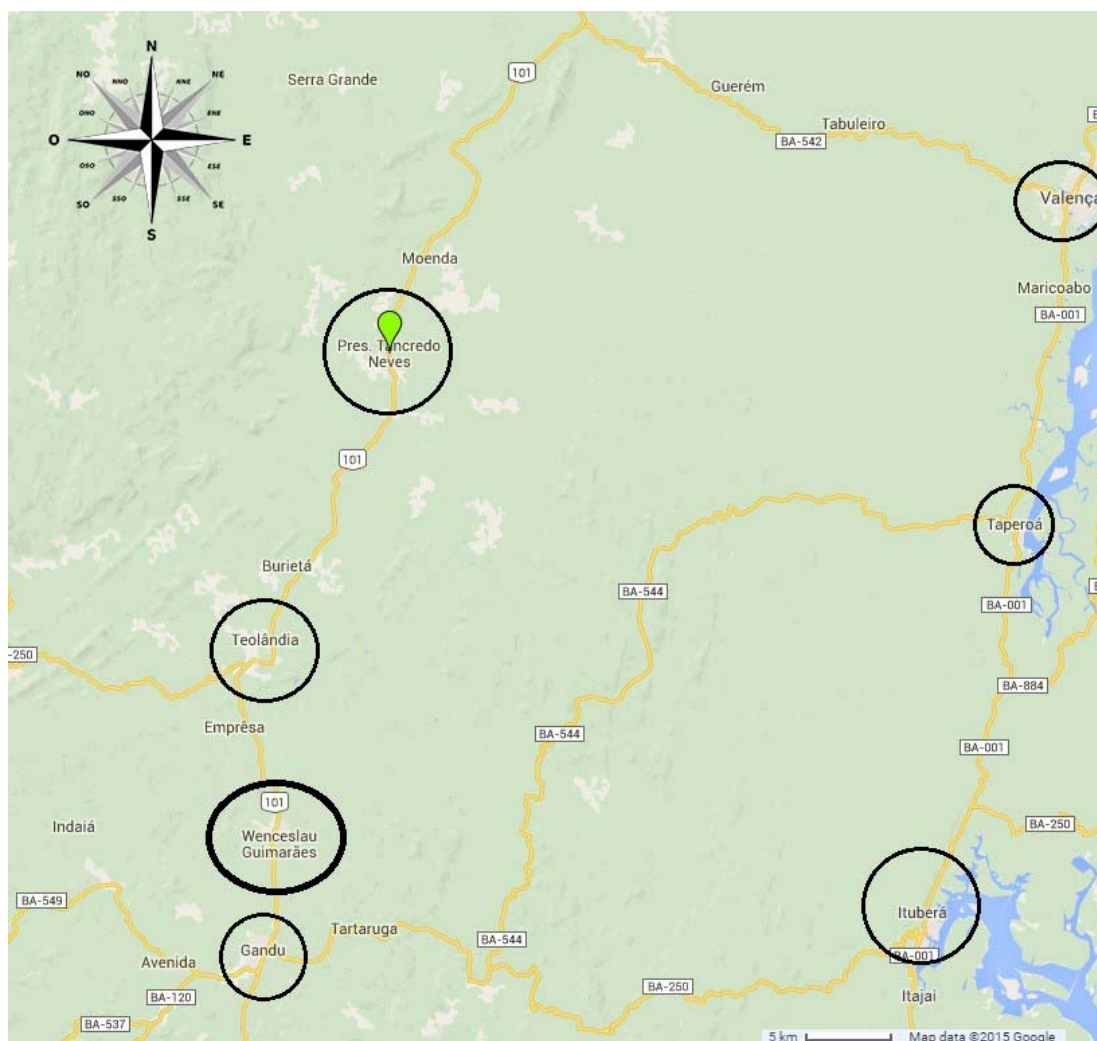 N
NO
NE
NNO
NNE
ONO
ENE
O
E
OSO
ESE
SO
SSO
SSE
SE
S
101
Serra Grande
Guerém
Tabuleiro
BA-542
Valença
Moenda
Maricoabo
BA-001
Pres. Tancredo
Neves
101
Taperoá
Burietá
BA-544
BA-001
Teolândia
-250
BA-884
Emprêsa
BA-544
BA-001
101
Indaiá
Wenceslau
Guimarães
BA-250
BA-549
Ituberá
Tartaruga
Gandu
BA-544
BA-001
Avenida
BA-250
Itajai
BA-120
BA-537
5 km
Map data ©2015 Google